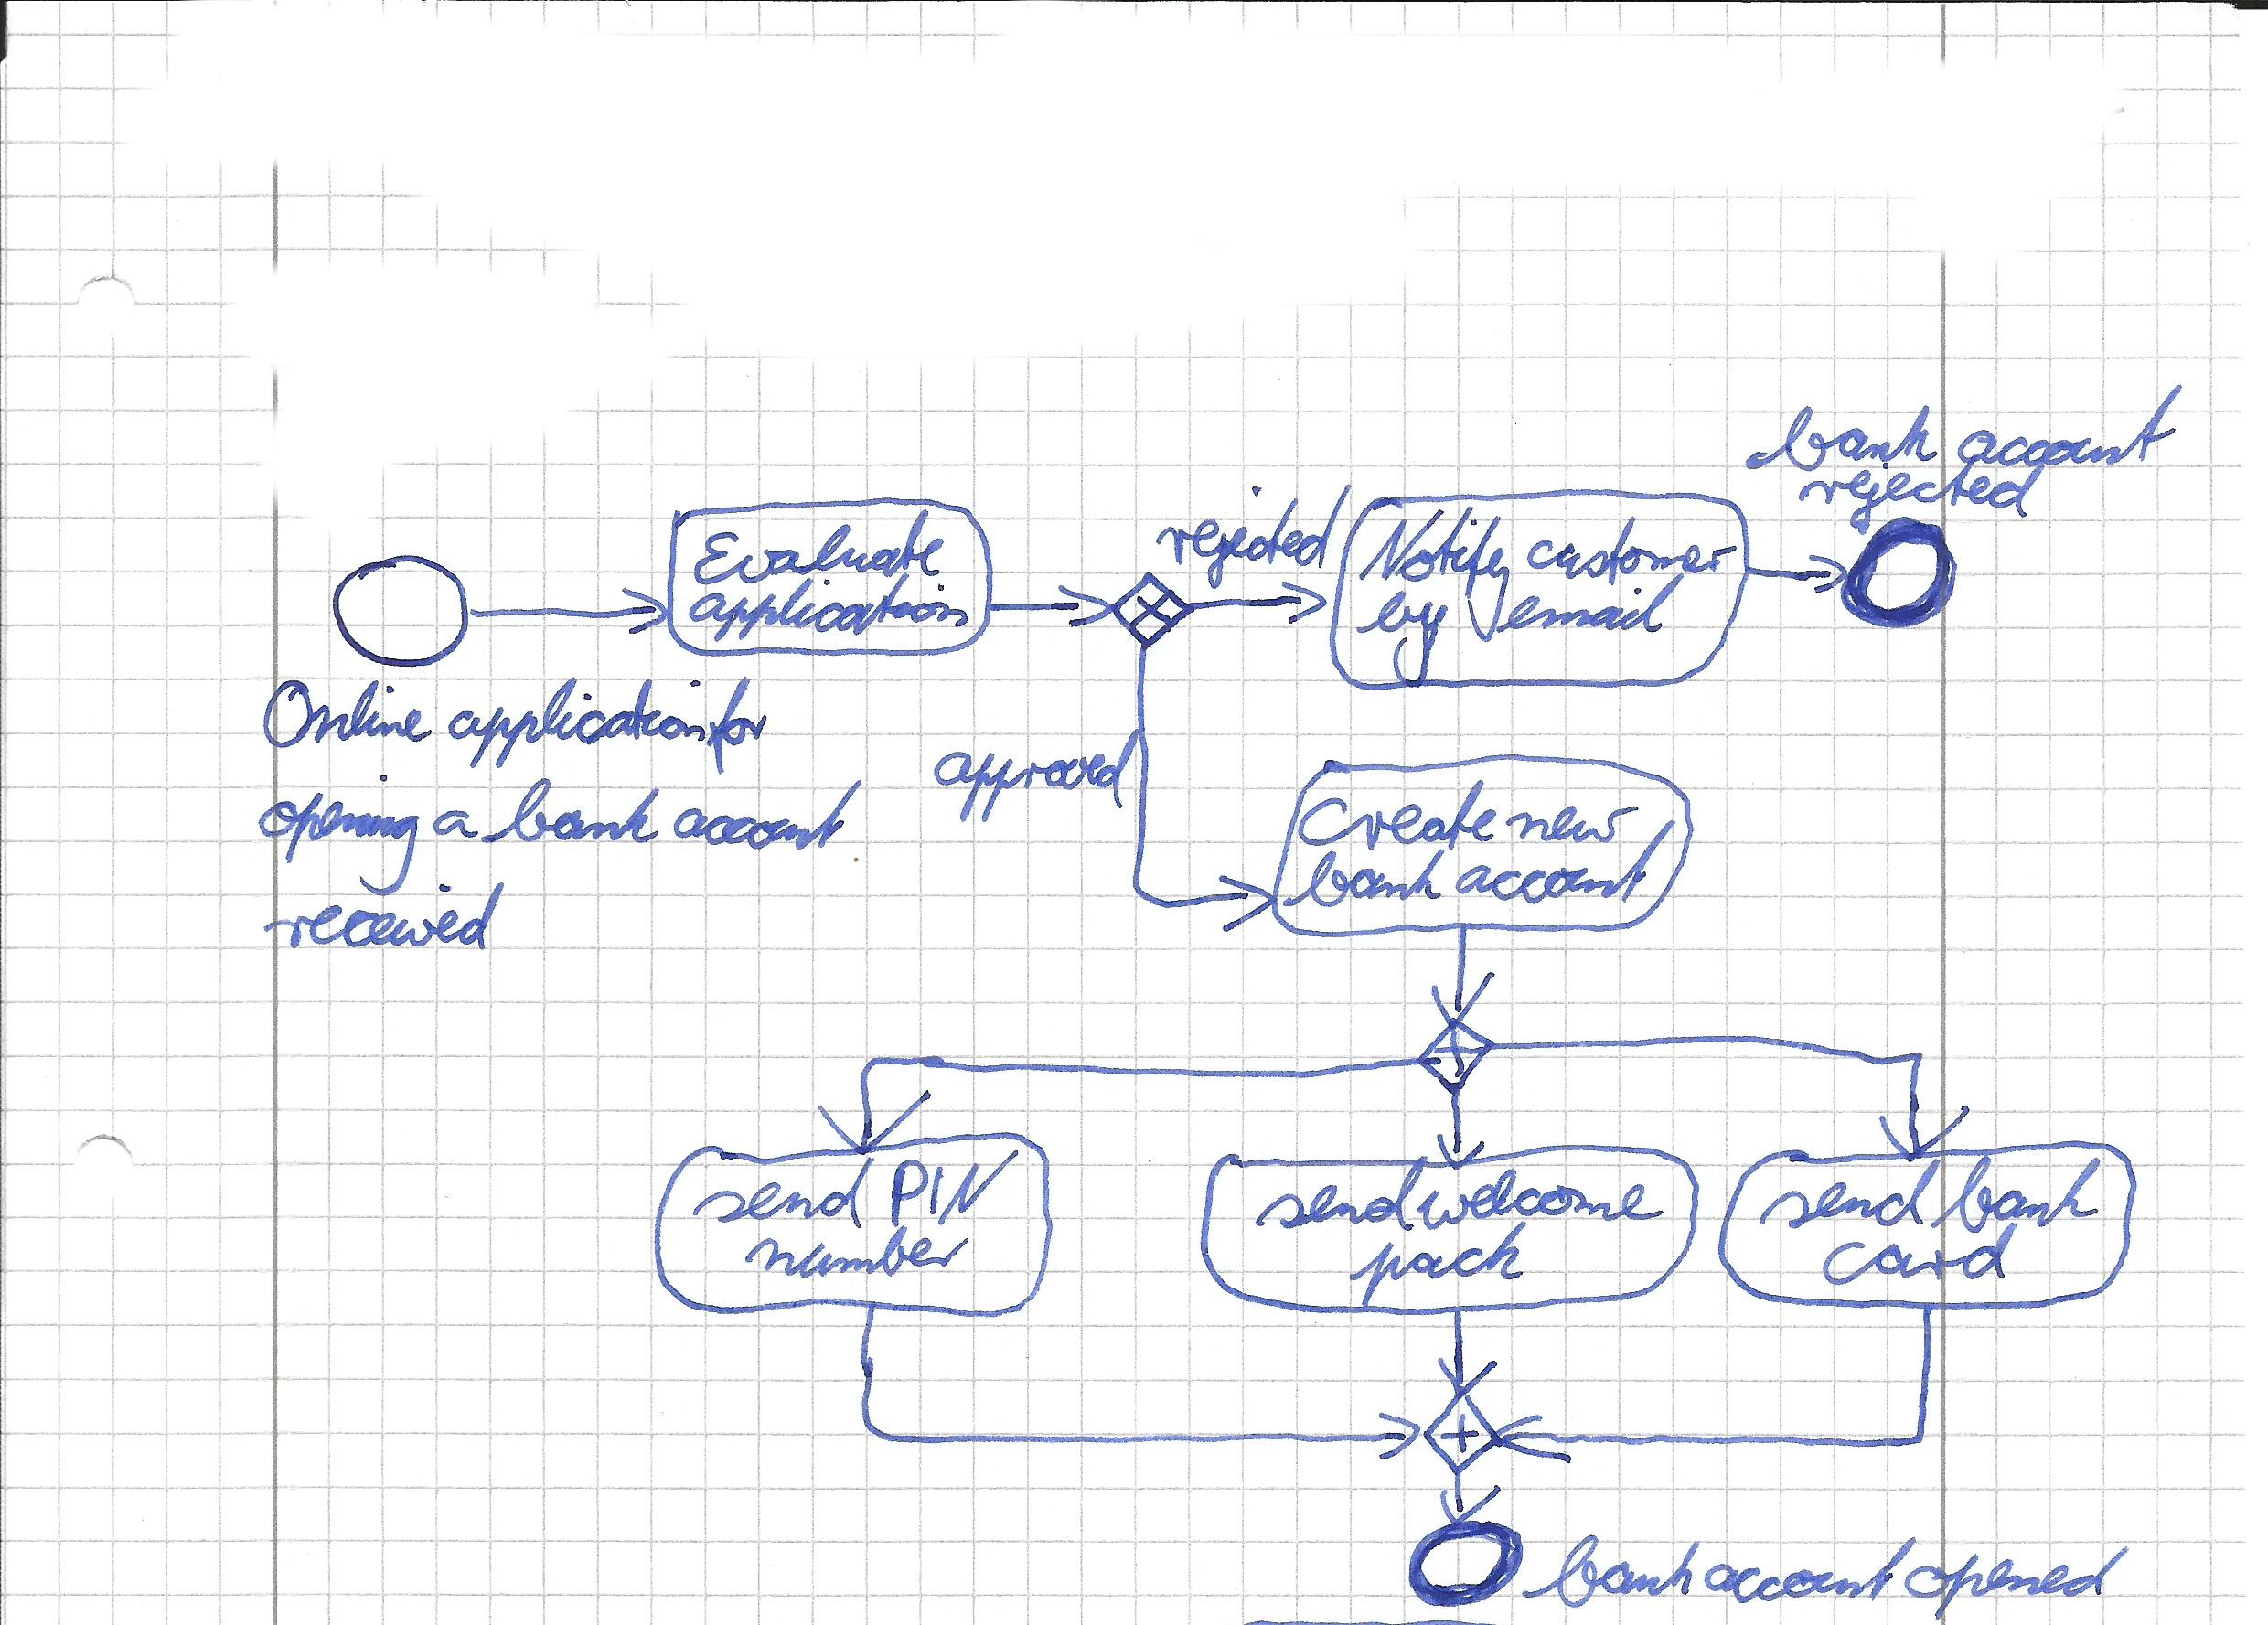 bank account
rejected
rejected
Evaluate
application
Notify customer
by email
Online application for
opening a bank account
received
approved
Create new
bank account
send PIN
number
send welcome
pack
send bank
card
bank account opened